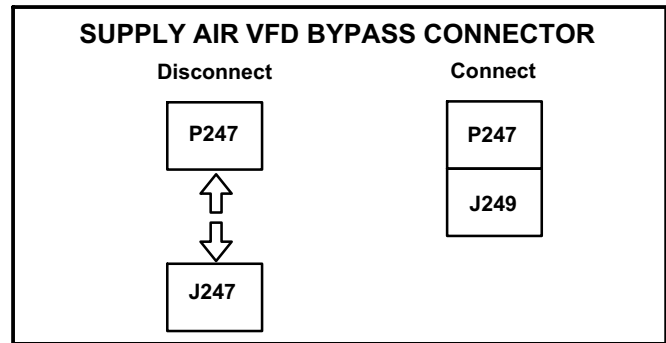 SUPPLY AIR VFD BYPASS CONNECTOR
Disconnect
P247
J247
Connect
P247
J249